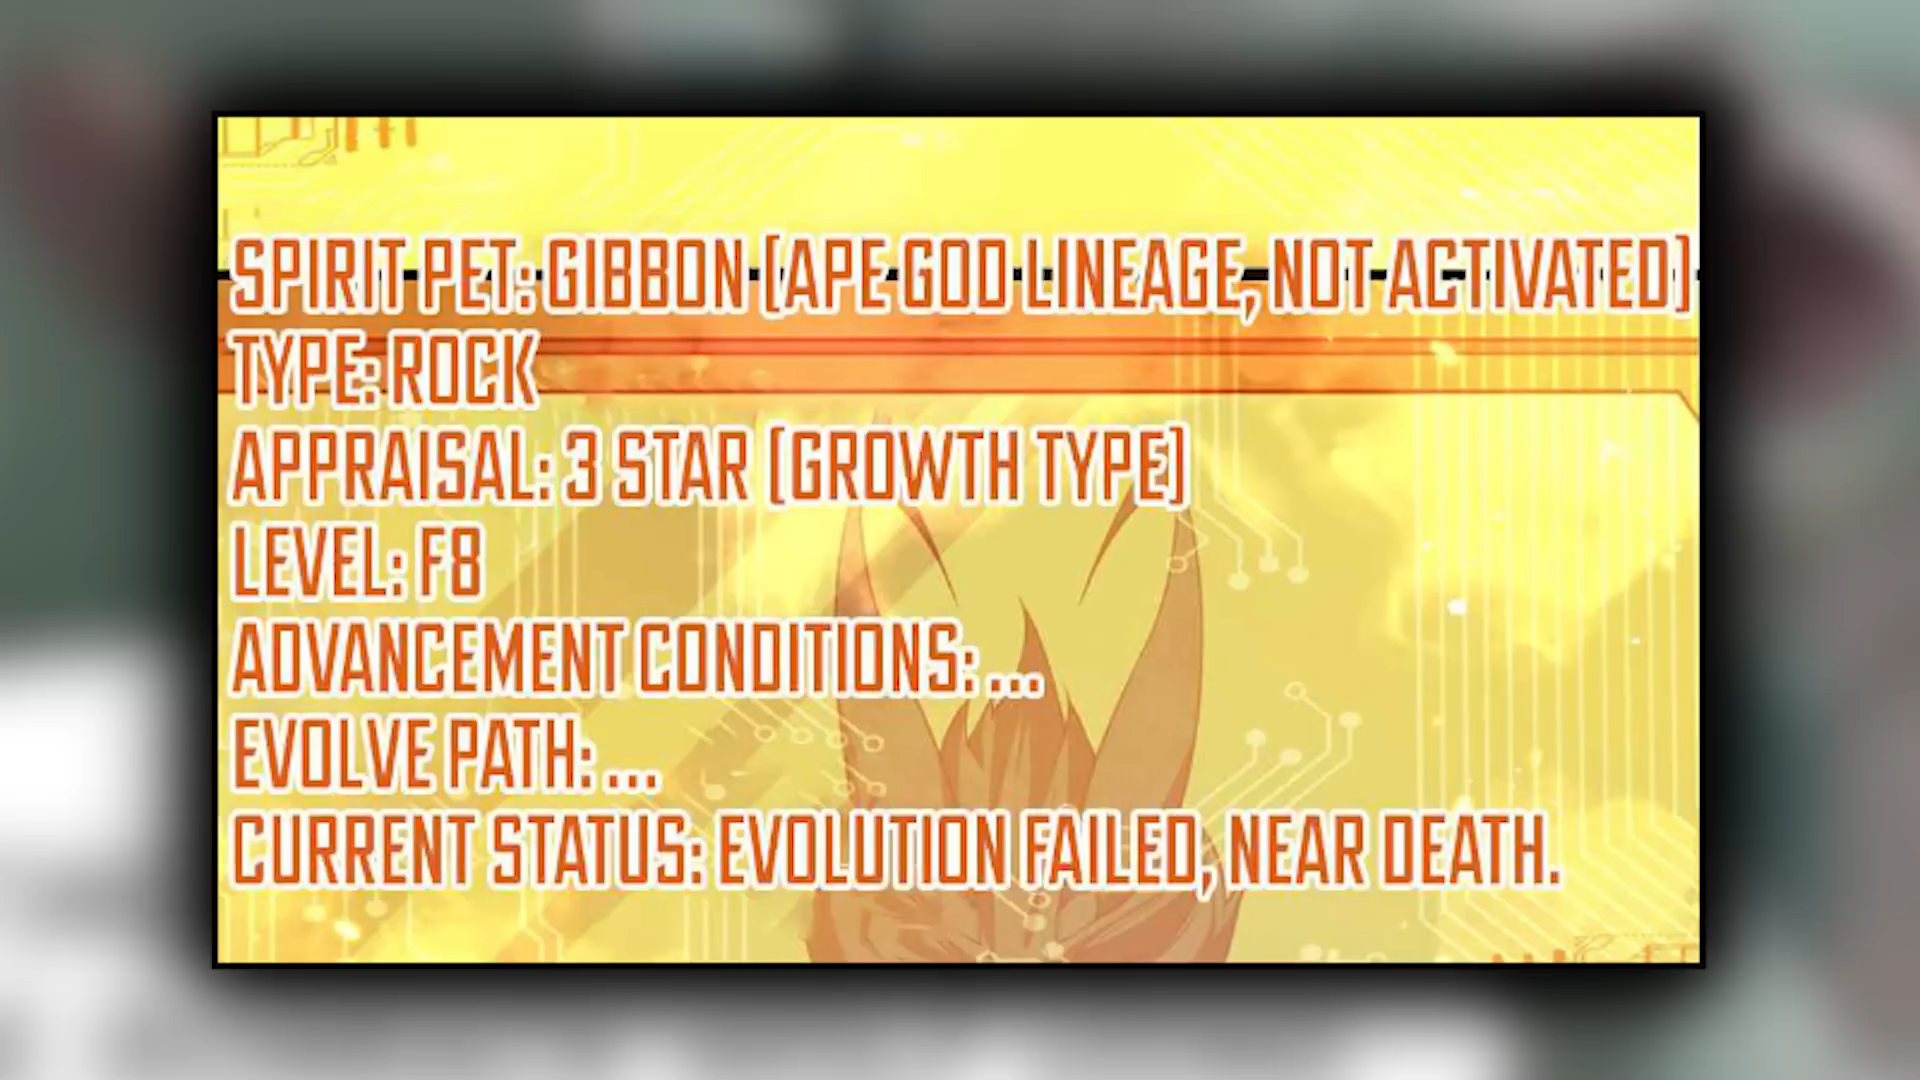 SPIRIT PET: GIBBON [APE GOD LINEAGE, NOT ACTIVATED]
TYPE: ROCK
APPRAISAL: 3 STAR [GROWTH TYPE]
LEVEL: F8
ADVANCEMENT CONDITIONS: ...
EVOLVE PATH: ...
CURRENT STATUS: EVOLUTION FAILED, NEAR DEATH.